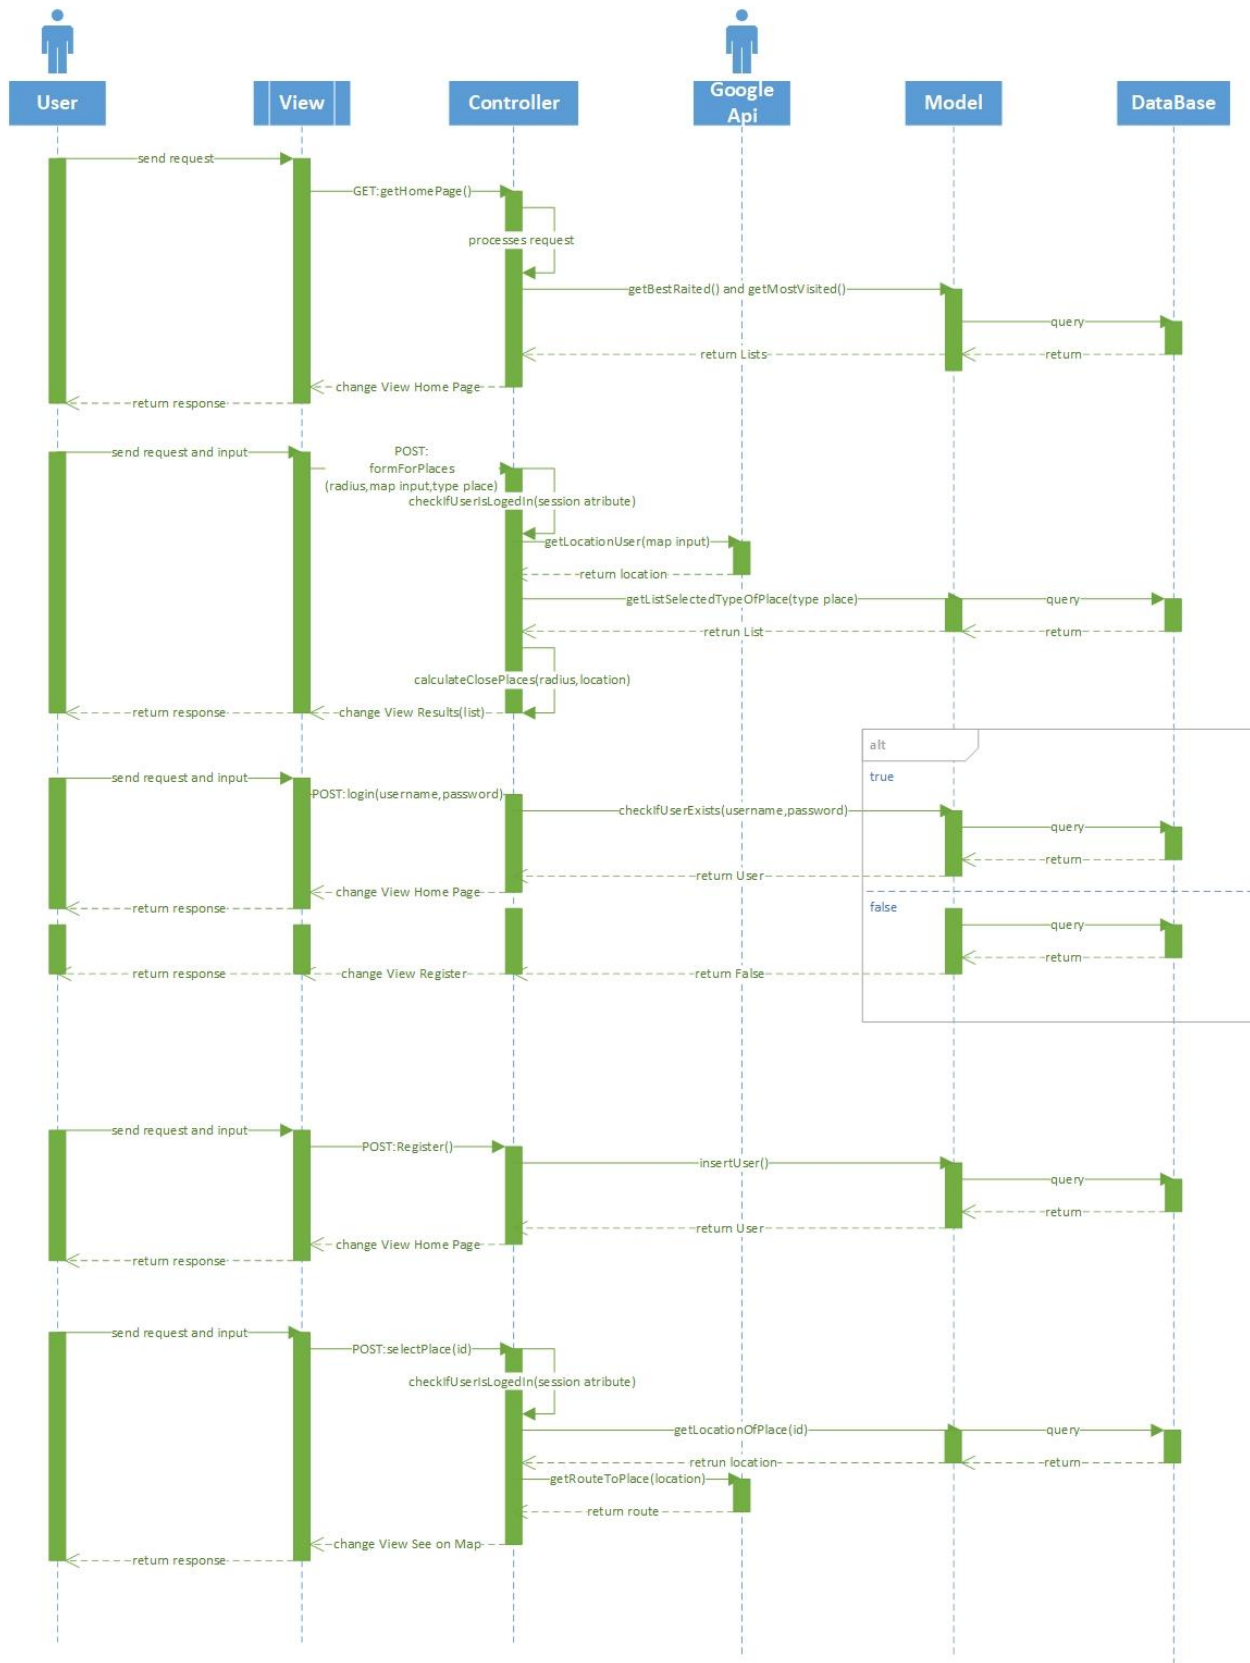 User
View
Controller
Google
Api
Model
DataBase
send request
GET:getHomePage()
processes request
getBestRaited() and getMostVisited()
query
return Lists
return
change View Home Page
return response
send request and input
POST:
formForPlaces
(radius,map input,type place)
checkIfUserIsLogedIn(session atribute)
getLocationUser(map input)
return location
getListSelectedTypeOfPlace(type place)
query
retrun List
return
calculateClosePlaces(radius,location)
return response
change View Results(list)
alt
true
send request and input
POST:login(username,password)
checkIfUserExists(username,password)
query
return
return User
change View Home Page
return response
false
query
return
return response
change View Register
return False
send request and input
POST:Register()
insertUser()
query
return
return User
change View Home Page
return response
send request and input
POST:selectPlace(id)
checkIfUserIsLogedIn(session atribute)
getLocationOfPlace(id)
query
retrun location
return
getRouteToPlace(location)
return route
change View See on Map
return response